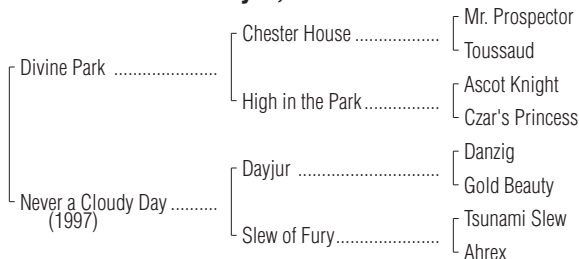 Mr. Prospector
Chester House
Toussaud
Divine Park
Ascot Knight
High in the Park
Czar's Princess
Danzig
Dayjur
Gold Beauty
Never a Cloudy Day
(1997)
Tsunami Slew
Slew of Fury
Ahrex